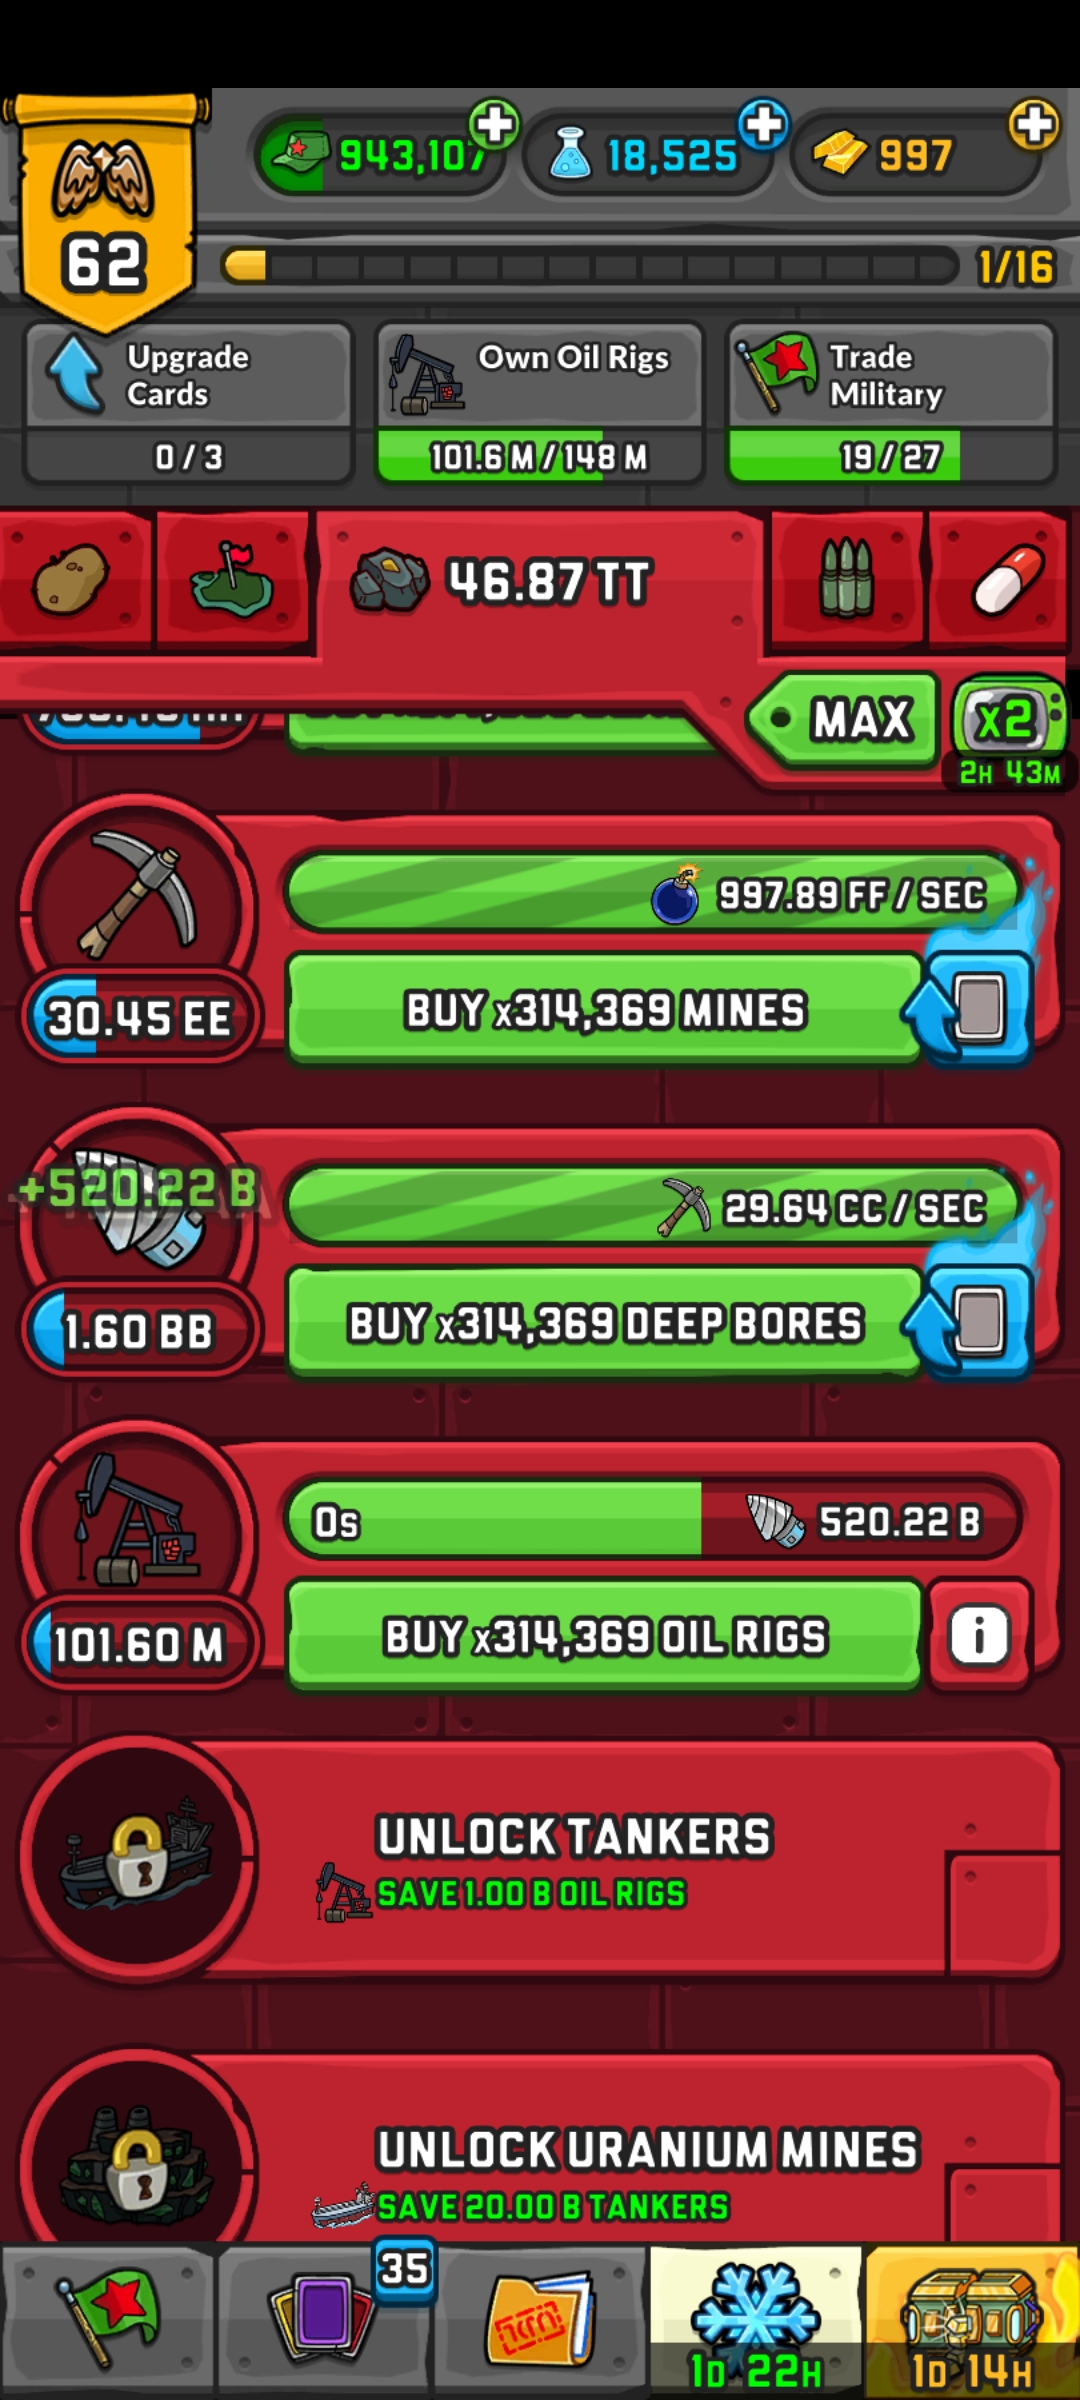 943,107
18,525
997
62
1/16
Upgrade
Cards
0 / 3
Own Oil Rigs
101.6 M / 148 M
Trade
Military
19 / 27
46.87 TT
MAX
x2
2H 43M
997.89 FF / SEC
30.45 EE
BUY x314,369 MINES
+520.22 B
29.64 CC / SEC
1.60 BB
BUY x314,369 DEEP BORES
0s
520.22 B
101.60 M
BUY x314,369 OIL RIGS
i
UNLOCK TANKERS
SAVE 1.00 B OIL RIGS
UNLOCK URANIUM MINES
SAVE 20.00 B TANKERS
35
1D 22H
1D 14H